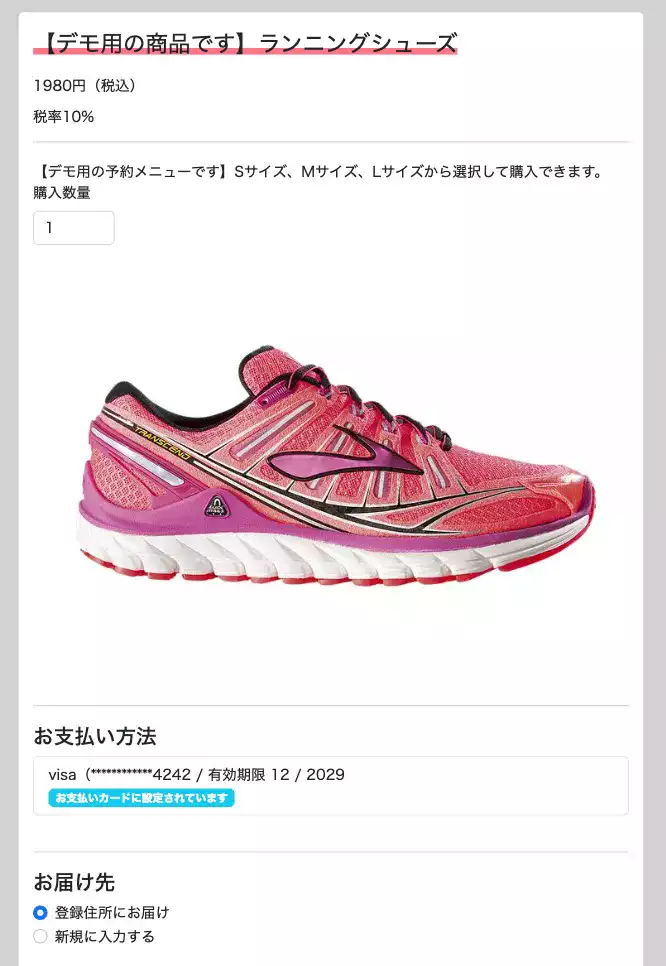 【デモ用の商品です】ランニングシューズ
1980円（税込）
税率10%
【デモ用の予約メニューです】Sサイズ、Mサイズ、Lサイズから選択して購入できます。
購入数量
1
TRANSCEND
お支払い方法
visa（************4242 / 有効期限 12 / 2029
お支払いカードに設定されています
お届け先
登録住所にお届け
新規に入力する